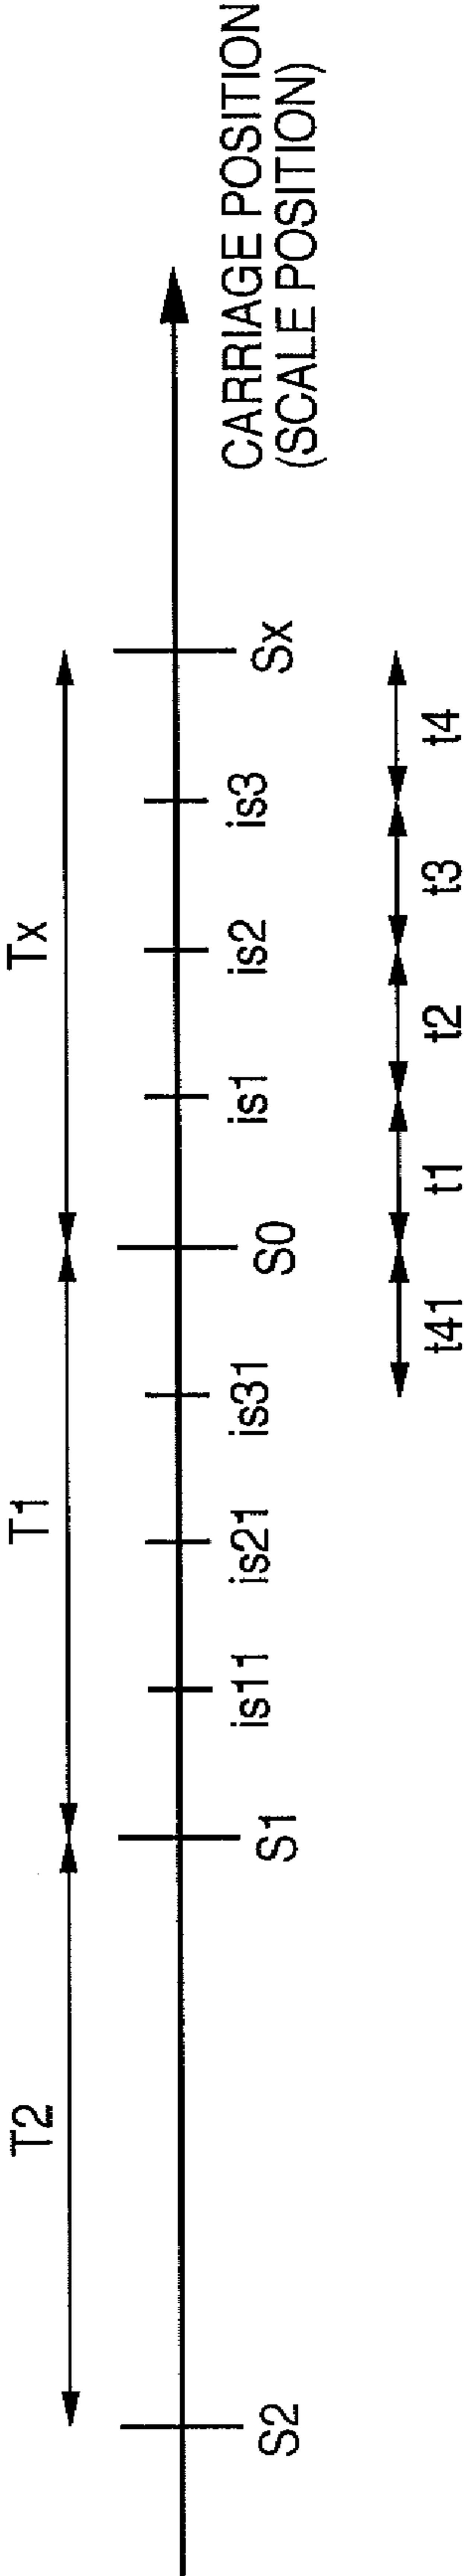 T2
T1
Tx
S2
S1
is11
is21
is31
S0
is1
is2
is3
Sx
CARRIAGE POSITION
(SCALE POSITION)
t41
t1
t2
t3
t4